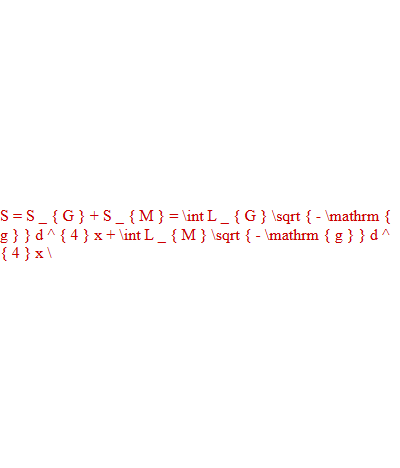 S = S _ { G } + S _ { M } = \int L _ { G } \sqrt { - \mathrm {
g } } d ^ { 4 } x + \int L _ { M } \sqrt { - \mathrm { g } } d ^
{ 4 } x \